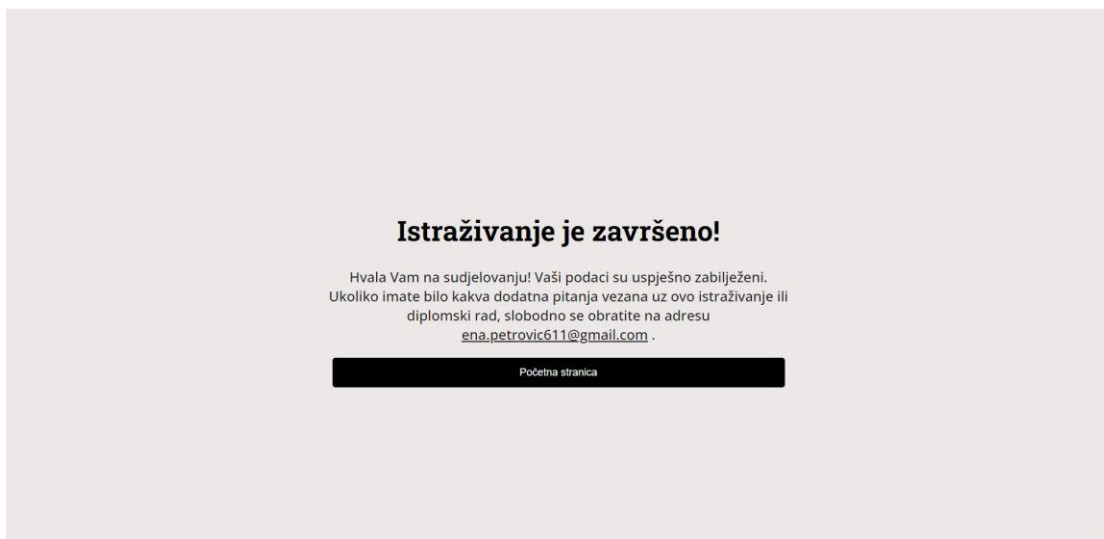 Istraživanje je završeno!
Hvala Vam na sudjelovanju! Vaši podaci su uspješno zabilježeni.
Ukoliko imate bilo kakva dodatna pitanja vezana uz ovo istraživanje ili
diplomski rad, slobodno se obratite na adresu
ena.petrovic611@gmail.com .
Početna stranica